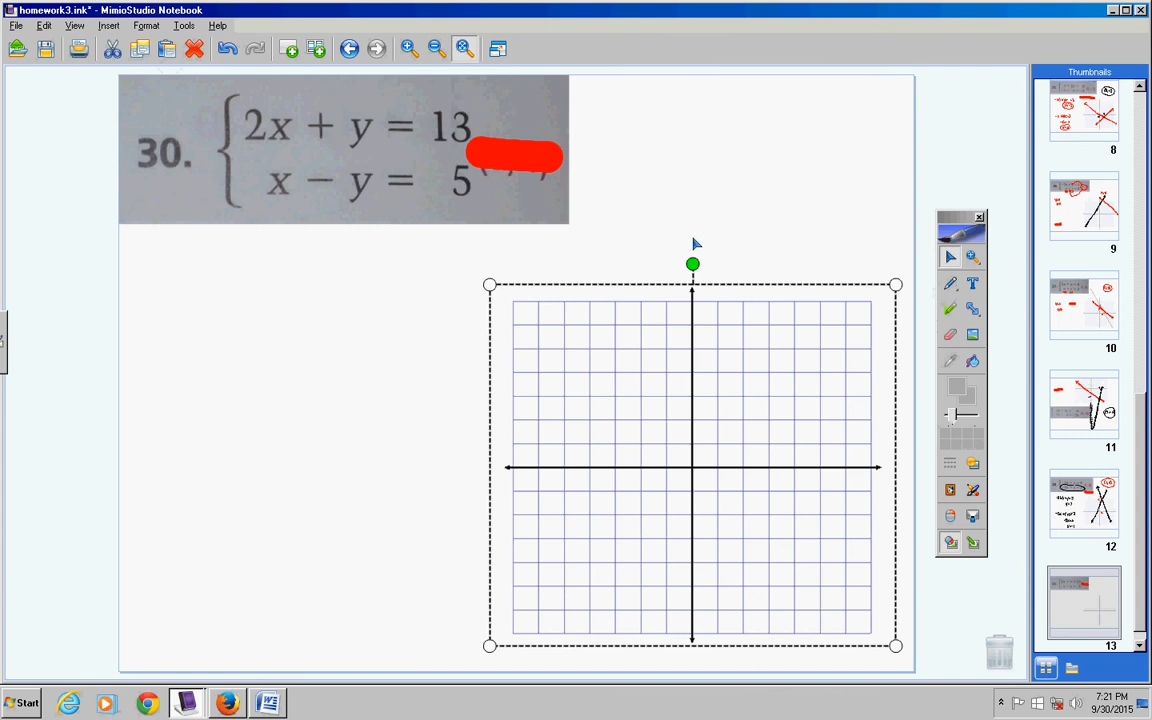 homework3.ink* - MimioStudio Notebook
File Edit View Insert Format Tools Help
Thumbnails
30. 2x + y = 13
x - y = 5
8
9
10
11
12
13
Start
7:21 PM
9/30/2015